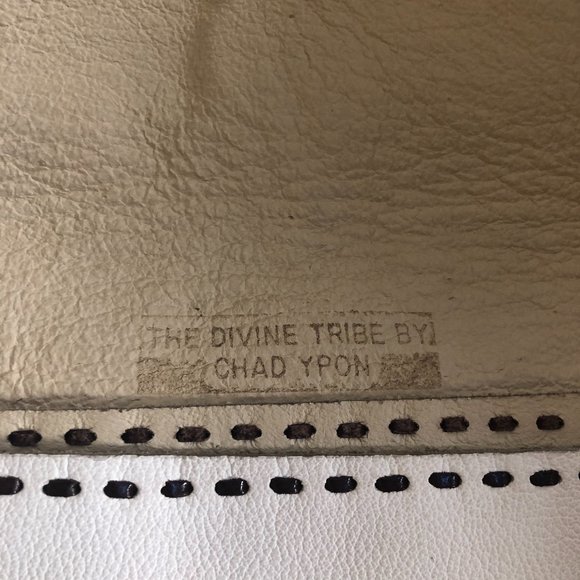 THE DIVINE TRIBE BY
CHAD YPON